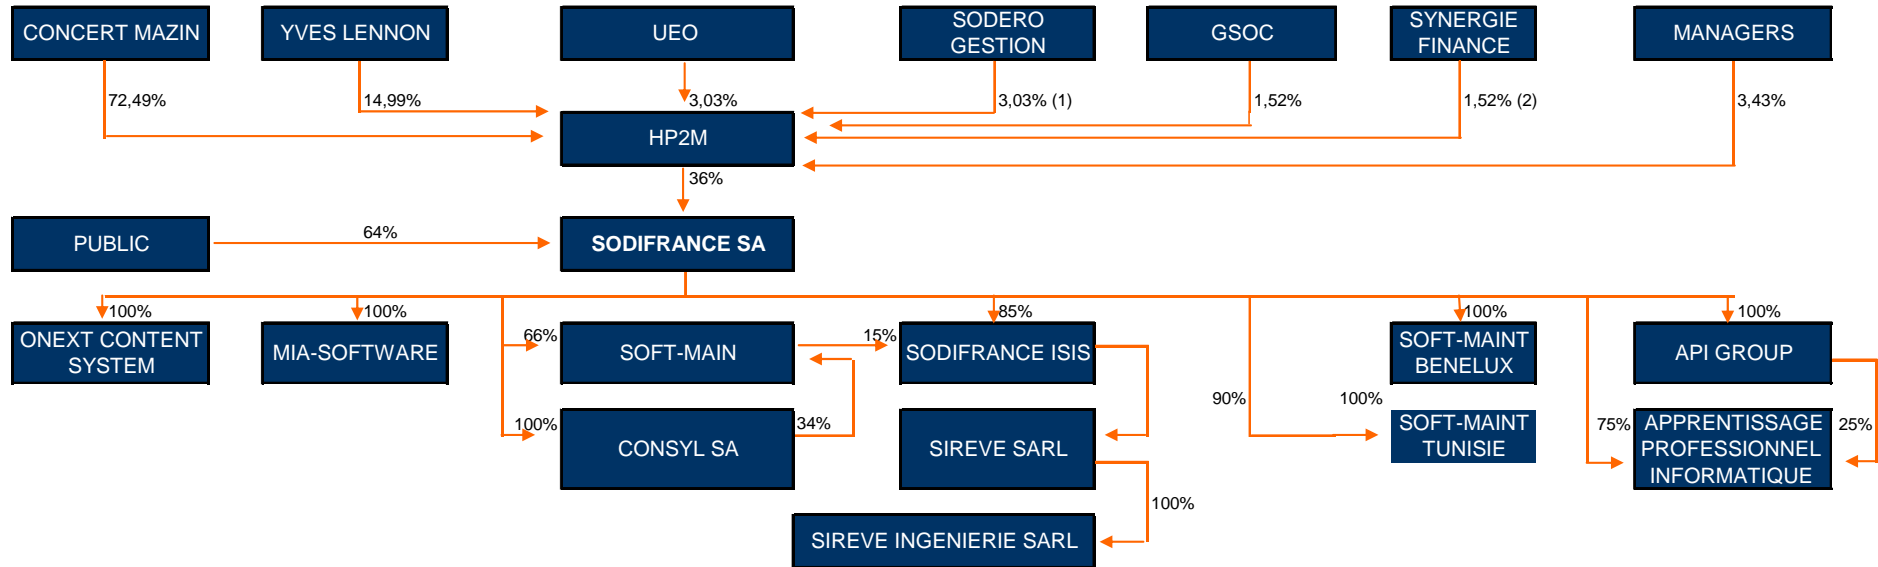 CONCERT MAZIN
YVES LENNON
UEO
SODERO
GESTION
GSOC
SYNERGIE
FINANCE
MANAGERS
72,49%
14,99%
3,03%
3,03% (1)
1,52%
1,52% (2)
3,43%
HP2M
36%
PUBLIC
64%
SODIFRANCE SA
100%
100%
66%
15%
85%
100%
100%
ONEXT CONTENT
SYSTEM
MIA-SOFTWARE
SOFT-MAIN
SODIFRANCE ISIS
SOFT-MAINT
BENELUX
API GROUP
100%
34%
90%
100%
75%
25%
CONSYL SA
SIREVE SARL
SOFT-MAINT
TUNISIE
APPRENTISSAGE
PROFESSIONNEL
INFORMATIQUE
100%
SIREVE INGENIERIE SARL